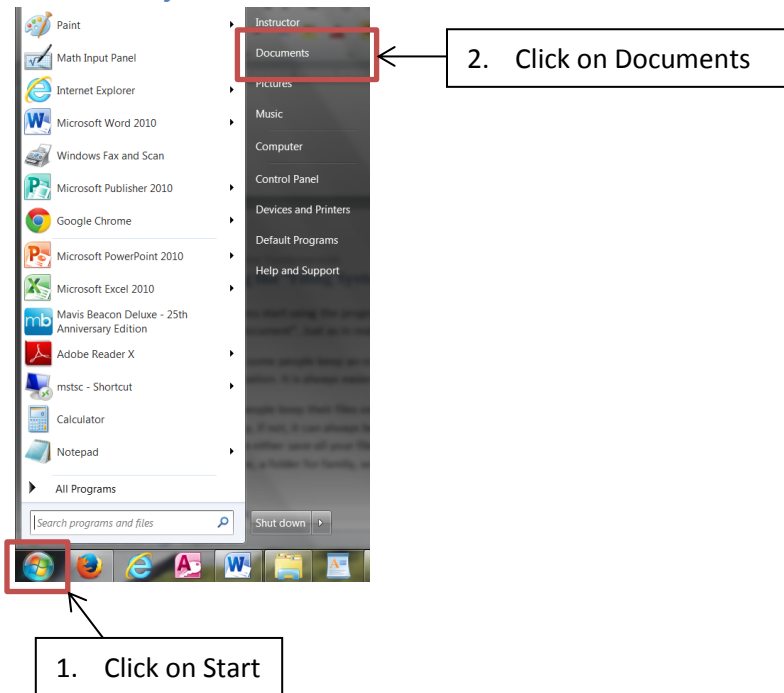 Paint
Math Input Panel
Internet Explorer
Microsoft Word 2010
Windows Fax and Scan
Microsoft Publisher 2010
Google Chrome
Microsoft PowerPoint 2010
Microsoft Excel 2010
Mavis Beacon Deluxe - 25th
Anniversary Edition
Adobe Reader X
mstsc - Shortcut
Calculator
Notepad
All Programs
Search programs and files
Instructor
Documents
Pictures
Music
Computer
Control Panel
Devices and Printers
Default Programs
Help and Support
Shut down
2. Click on Documents
1. Click on Start